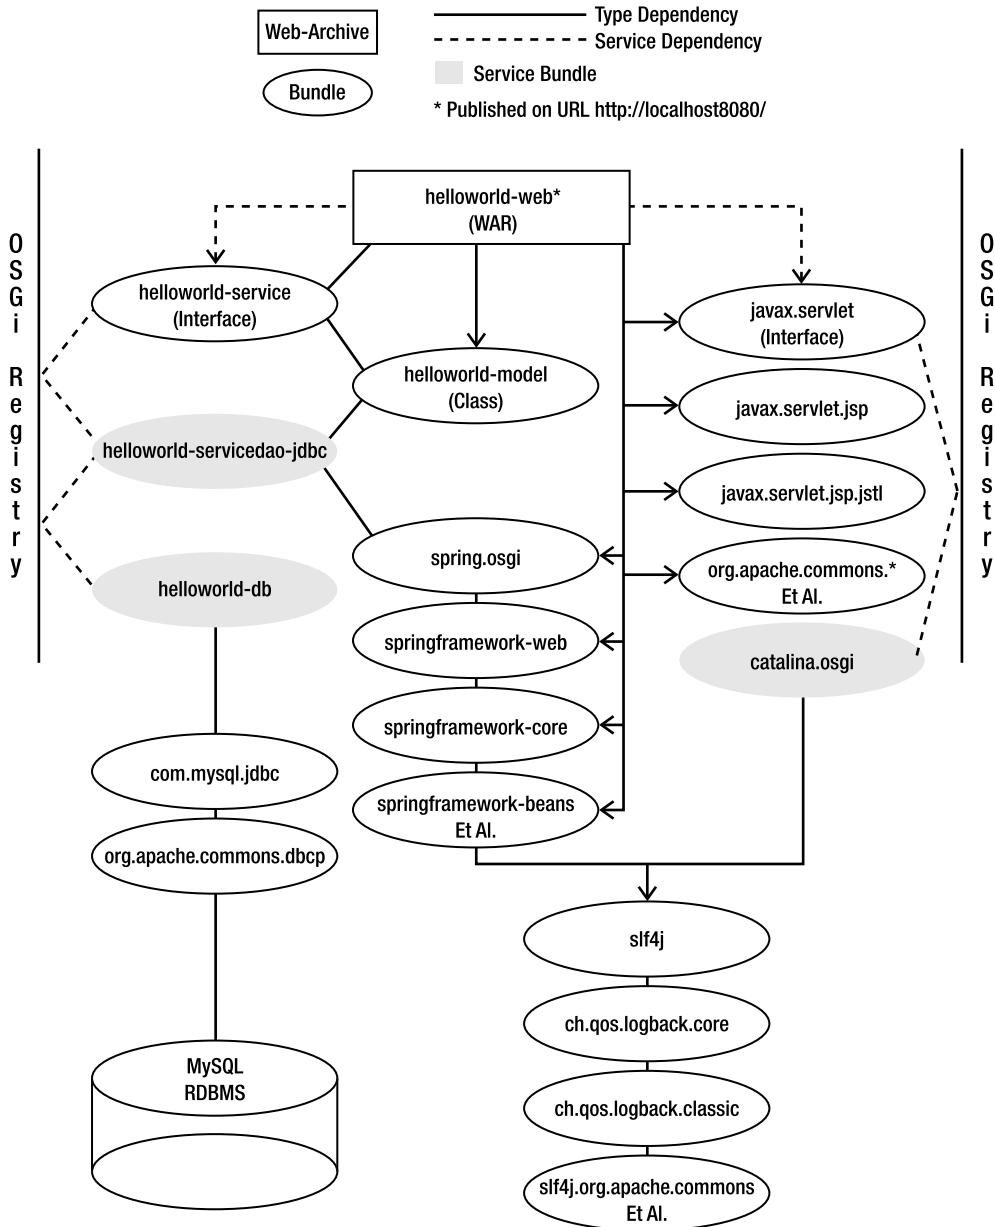 Web-Archive
Type Dependency
Service Dependency
Bundle
Service Bundle
* Published on URL http://localhost8080/
OSGi Registry
helloworld-web*
(WAR)
OSGi Registry
helloworld-service
(Interface)
javax.servlet
(Interface)
helloworld-model
(Class)
javax.servlet.jsp
helloworld-servicedao-jdbc
javax.servlet.jsp.jstl
spring.osgi
org.apache.commons.*
Et Al.
helloworld-db
springframework-web
catalina.osgi
springframework-core
com.mysql.jdbc
springframework-beans
Et Al.
org.apache.commons.dbcp
slf4j
ch.qos.logback.core
MySQL
RDBMS
ch.qos.logback.classic
slf4j.org.apache.commons
Et Al.